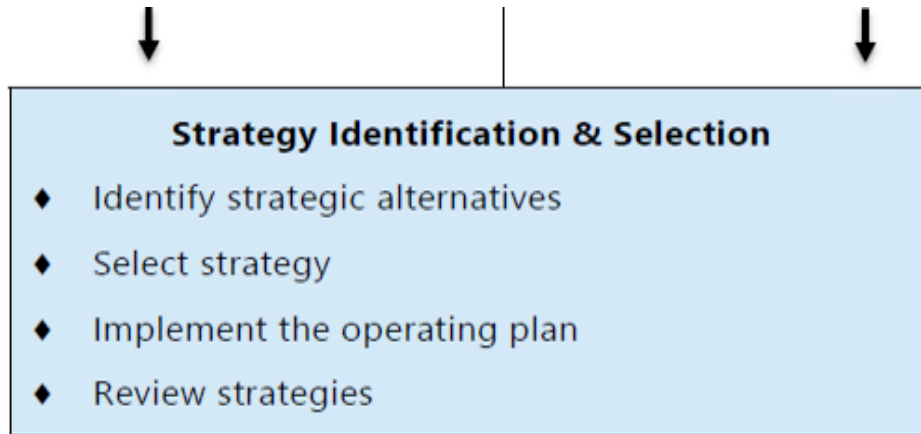 Strategy Identification & Selection
♦ Identify strategic alternatives
♦ Select strategy
♦ Implement the operating plan
♦ Review strategies